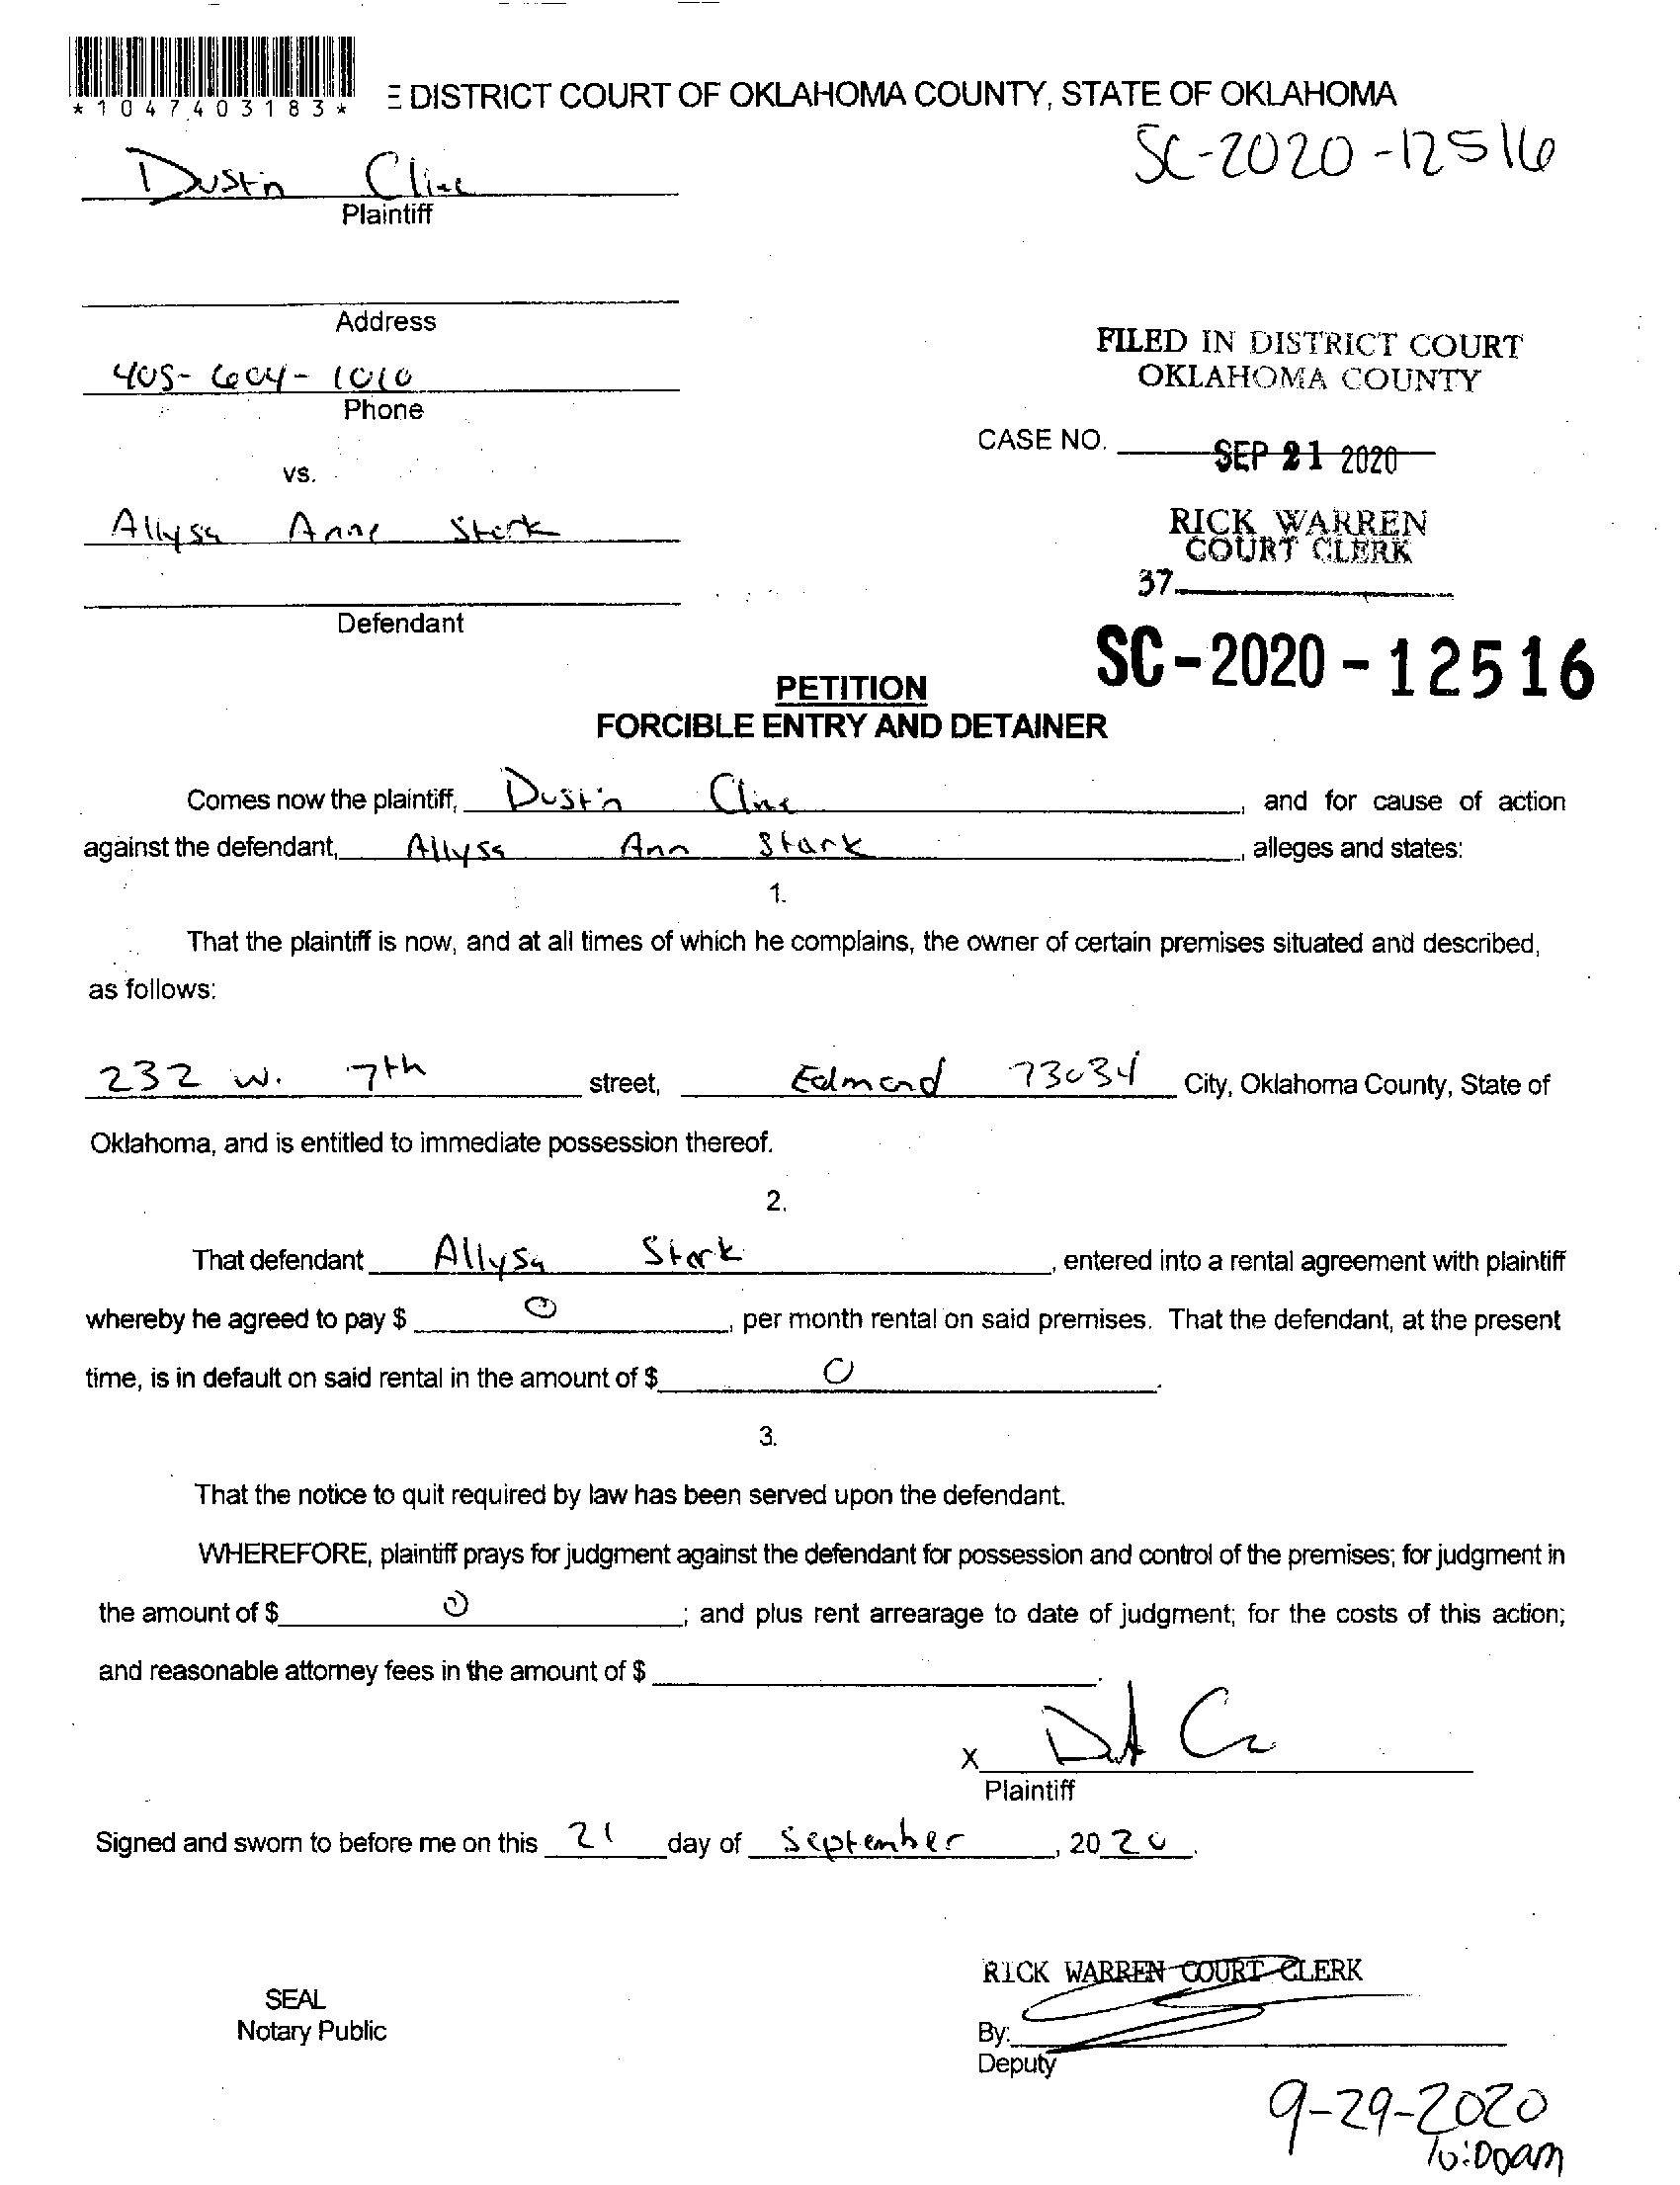 *1047403183*
E DISTRICT COURT OF OKLAHOMA COUNTY, STATE OF OKLAHOMA
SC-2020-12516
Dustin Cline
Plaintiff
Address
405-604-1010
Phone
FILED IN DISTRICT COURT
OKLAHOMA COUNTY
CASE NO. SEP 21 2020
vs.
Allysa Anne Stark
RICK WARREN
COURT CLERK
37
Defendant
SC-2020-12516
PETITION
FORCIBLE ENTRY AND DETAINER
Comes now the plaintiff, Dustin Cline, and for cause of action
against the defendant, Allysa Ann Stark, alleges and states:
1.
That the plaintiff is now, and at all times of which he complains, the owner of certain premises situated and described,
as follows:
232 W. 7th street, Edmond 73034 City, Oklahoma County, State of
Oklahoma, and is entitled to immediate possession thereof.
2.
That defendant Allysa Stark, entered into a rental agreement with plaintiff
whereby he agreed to pay $ 0, per month rental on said premises. That the defendant, at the present
time, is in default on said rental in the amount of $ 0.
3.
That the notice to quit required by law has been served upon the defendant.
WHEREFORE, plaintiff prays for judgment against the defendant for possession and control of the premises; for judgment in
the amount of $ 0; and plus rent arrearage to date of judgment; for the costs of this action;
and reasonable attorney fees in the amount of $ .
X
Plaintiff
Signed and sworn to before me on this 21 day of September, 2020.
RICK WARREN COURT CLERK
SEAL
Notary Public
By:
Deputy
9-29-2020
10:00am